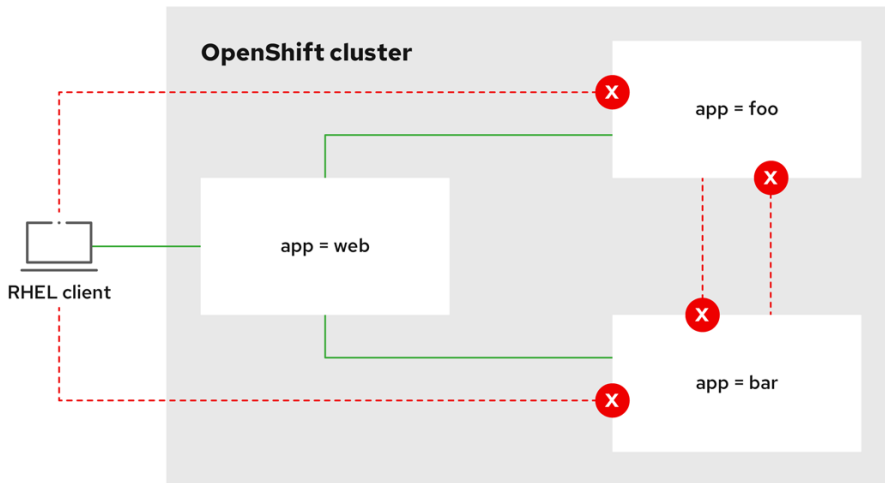 OpenShift cluster
X
app = foo
X
app = web
RHEL client
X
app = bar
X